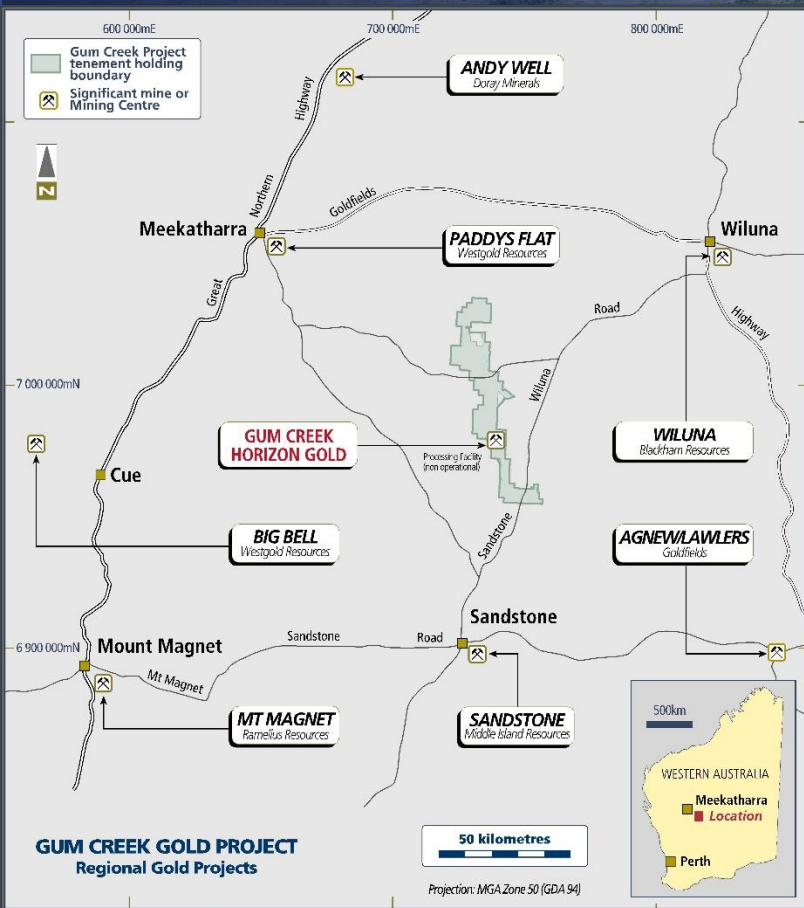 600 000mE
700 000mE
800 000mE
Gum Creek Project
tenement holding
boundary
Significant mine or
Mining Centre
N
ANDY WELL
Doray Minerals
Highway
Northern
Goldfields
Meekatharra
PADDYS FLAT
Westgold Resources
Wiluna
Great
Road
Highway
7 000 000mN
Wiluna
GUM CREEK
HORIZON GOLD
Processing Facility
(non operational)
WILUNA
Blackham Resources
Cue
BIG BELL
Westgold Resources
Sandstone
AGNEW/LAWLERS
Goldfields
Sandstone
6 900 000mN
Mount Magnet
Sandstone
Road
Mt Magnet
MT MAGNET
Ramelius Resources
SANDSTONE
Middle Island Resources
500km
WESTERN AUSTRALIA
Meekatharra
Location
Perth
GUM CREEK GOLD PROJECT
Regional Gold Projects
50 kilometres
Projection: MGA Zone 50 (GDA 94)